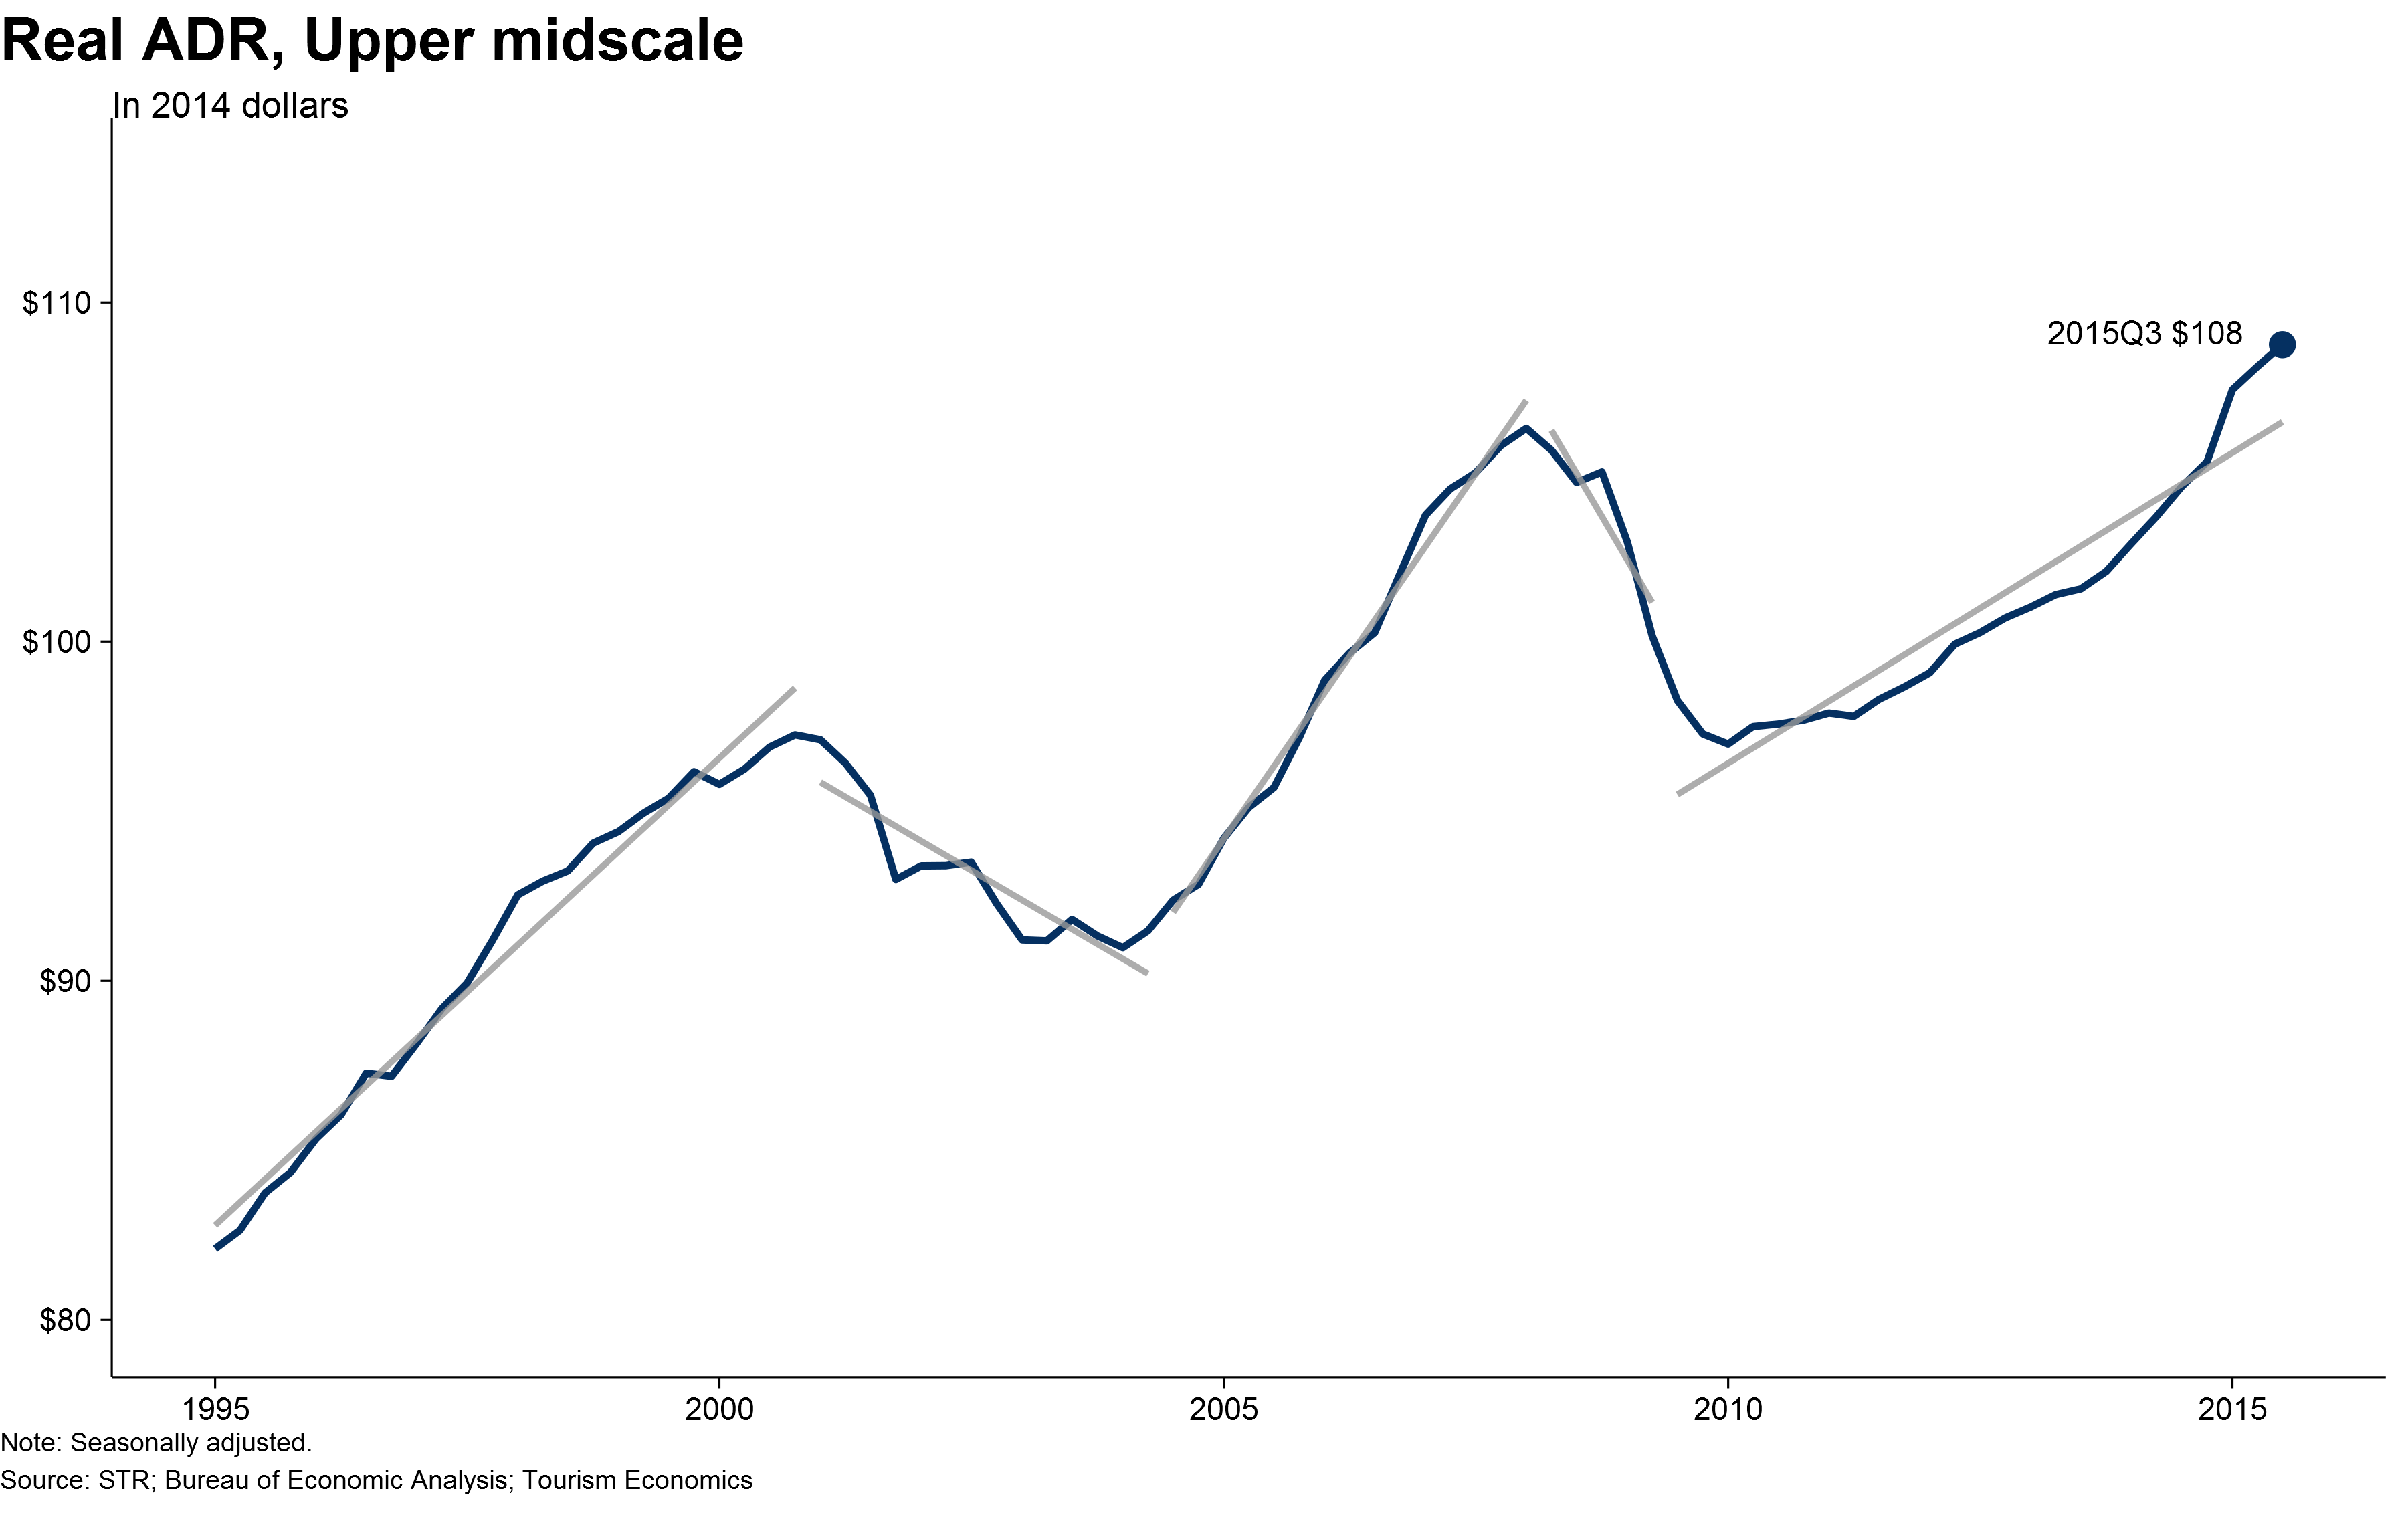 Real ADR, Upper midscale
In 2014 dollars
$110
2015Q3 $108
$100
$90
$80
1995 2000 2005 2010 2015
Note: Seasonally adjusted.
Source: STR; Bureau of Economic Analysis; Tourism Economics